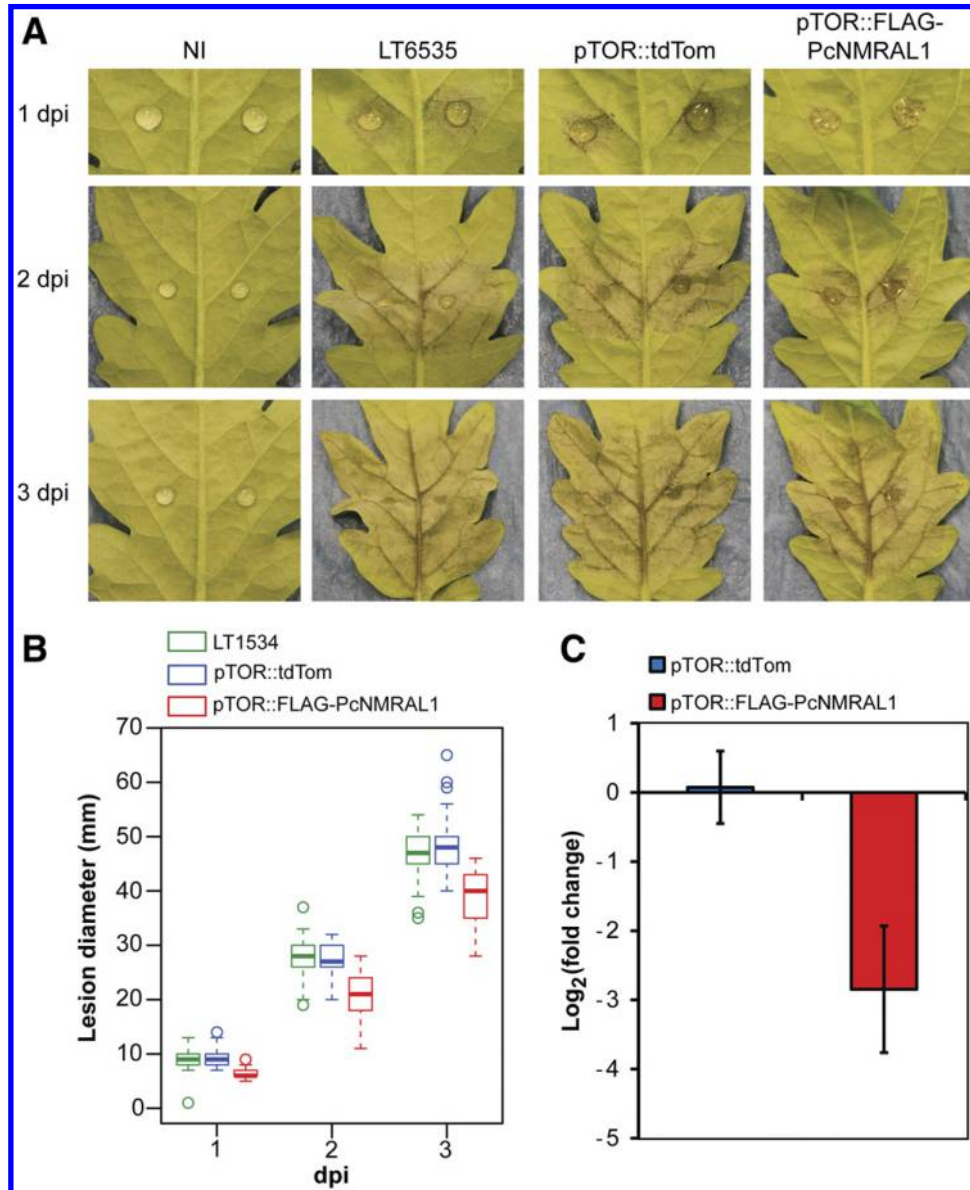 A
NI
LT6535
pTOR::tdTom
pTOR::FLAG-
PcNMRAL1
1 dpi
2 dpi
3 dpi
B
LT1534
pTOR::tdTom
pTOR::FLAG-PcNMRAL1
Lesion diameter (mm)
70
60
50
40
30
20
10
0
1
2
3
dpi
C
pTOR::tdTom
pTOR::FLAG-PcNMRAL1
Log2(fold change)
1
0
-1
-2
-3
-4
-5